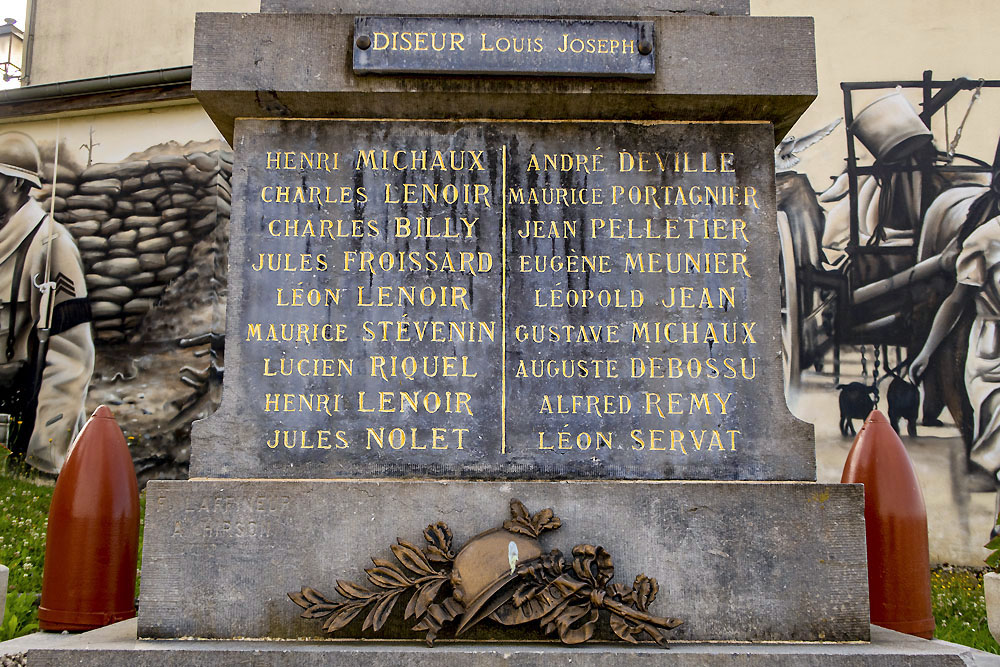 DISEUR LOUIS JOSEPH
HENRI MICHAUX
CHARLES LENOIR
CHARLES BILLY
JULES FROISSARD
LÉON LENOIR
MAURICE STÉVENIN
LUCIEN RIQUEL
HENRI LENOIR
JULES NOLET
ANDRÉ DEVILLE
MAURICE PORTAGNIER
JEAN PELLETIER
EUGÈNE MEUNIER
LÉOPOLD JEAN
GUSTAVE MICHAUX
AUGUSTE DEBOSSU
ALFRED REMY
LÉON SERVAT
A. HIRSCH